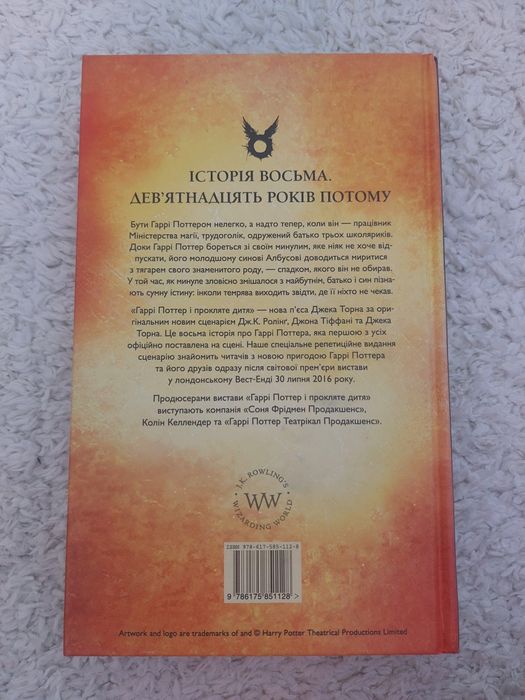 ІСТОРІЯ ВОСЬМА.
ДЕВ'ЯТНАДЦЯТЬ РОКІВ ПОТОМУ
Бути Гаррі Поттером нелегко, а надто тепер, коли він — працівник
Міністерства магії, трудоголік, одружений батько трьох школяриків.
Доки Гаррі Поттер бореться зі своїм минулим, яке ніяк не хоче від-
пускати, його молодшому синові Албусові доводиться миритися
з тягарем свого знаменитого роду, — спадком, якого він не обирав.
У той час, як минуле зловісно змішалося з майбутнім, батько і син пізна-
ють сумну істину: інколи темрява виходить звідти, де її ніхто не чекав.
«Гаррі Поттер і прокляте дитя» — нова п'єса Джека Торна за ори-
гінальним новим сценарієм Дж.К. Ролінґ, Джона Тіффані та Джека
Торна. Це восьма історія про Гаррі Поттера, яка першою з усіх
офіційно поставлена на сцені. Наше спеціальне репетиційне видання
сценарію знайомить читачів з новою пригодою Гаррі Поттера
та його друзів одразу після світової прем'єри вистави
у лондонському Вест-Енді 30 липня 2016 року.
Продюсерами вистави «Гаррі Поттер і прокляте дитя»
виступають компанія «Соня Фрідмен Продакшенс»,
Колін Келлендер та «Гаррі Поттер Театрікал Продакшенс».
J.K. ROWLING'S
WW
WIZARDING WORLD
ISBN 978-617-585-112-8
9 786175 851128 >
Artwork and logo are trademarks of and © Harry Potter Theatrical Productions Limited